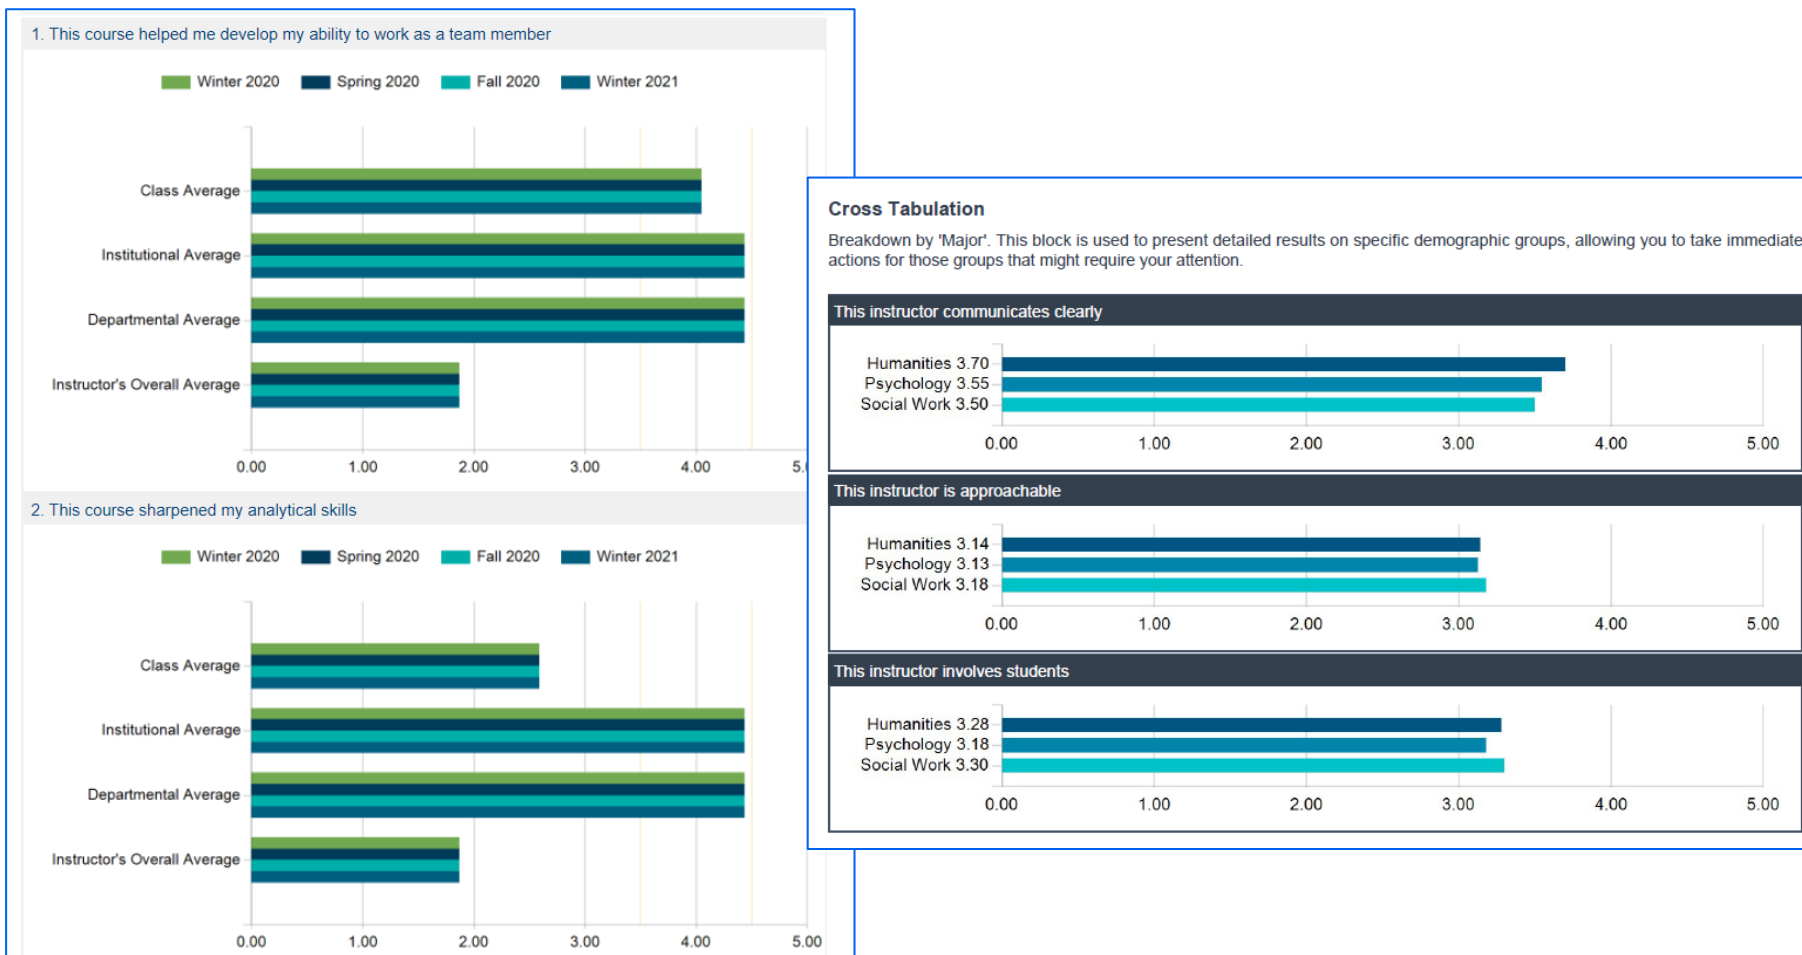 1. This course helped me develop my ability to work as a team member
Winter 2020 Spring 2020 Fall 2020 Winter 2021
Class Average
Institutional Average
Departmental Average
Instructor's Overall Average
0.00 1.00 2.00 3.00 4.00 5.0
2. This course sharpened my analytical skills
Winter 2020 Spring 2020 Fall 2020 Winter 2021
Class Average
Institutional Average
Departmental Average
Instructor's Overall Average
0.00 1.00 2.00 3.00 4.00 5.00
Cross Tabulation
Breakdown by 'Major'. This block is used to present detailed results on specific demographic groups, allowing you to take immediate
actions for those groups that might require your attention.
This instructor communicates clearly
Humanities 3.70
Psychology 3.55
Social Work 3.50
0.00 1.00 2.00 3.00 4.00 5.00
This instructor is approachable
Humanities 3.14
Psychology 3.13
Social Work 3.18
0.00 1.00 2.00 3.00 4.00 5.00
This instructor involves students
Humanities 3.28
Psychology 3.18
Social Work 3.30
0.00 1.00 2.00 3.00 4.00 5.00